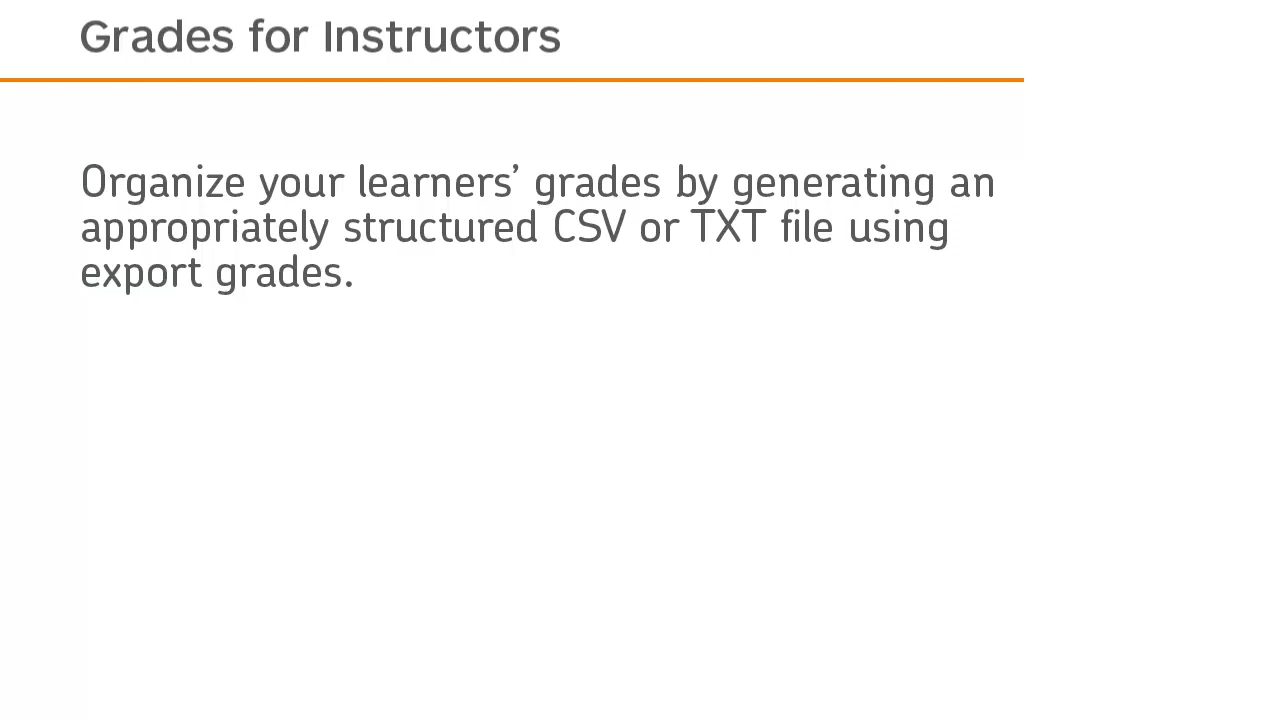 Grades for Instructors
Organize your learners’ grades by generating an
appropriately structured CSV or TXT file using
export grades.